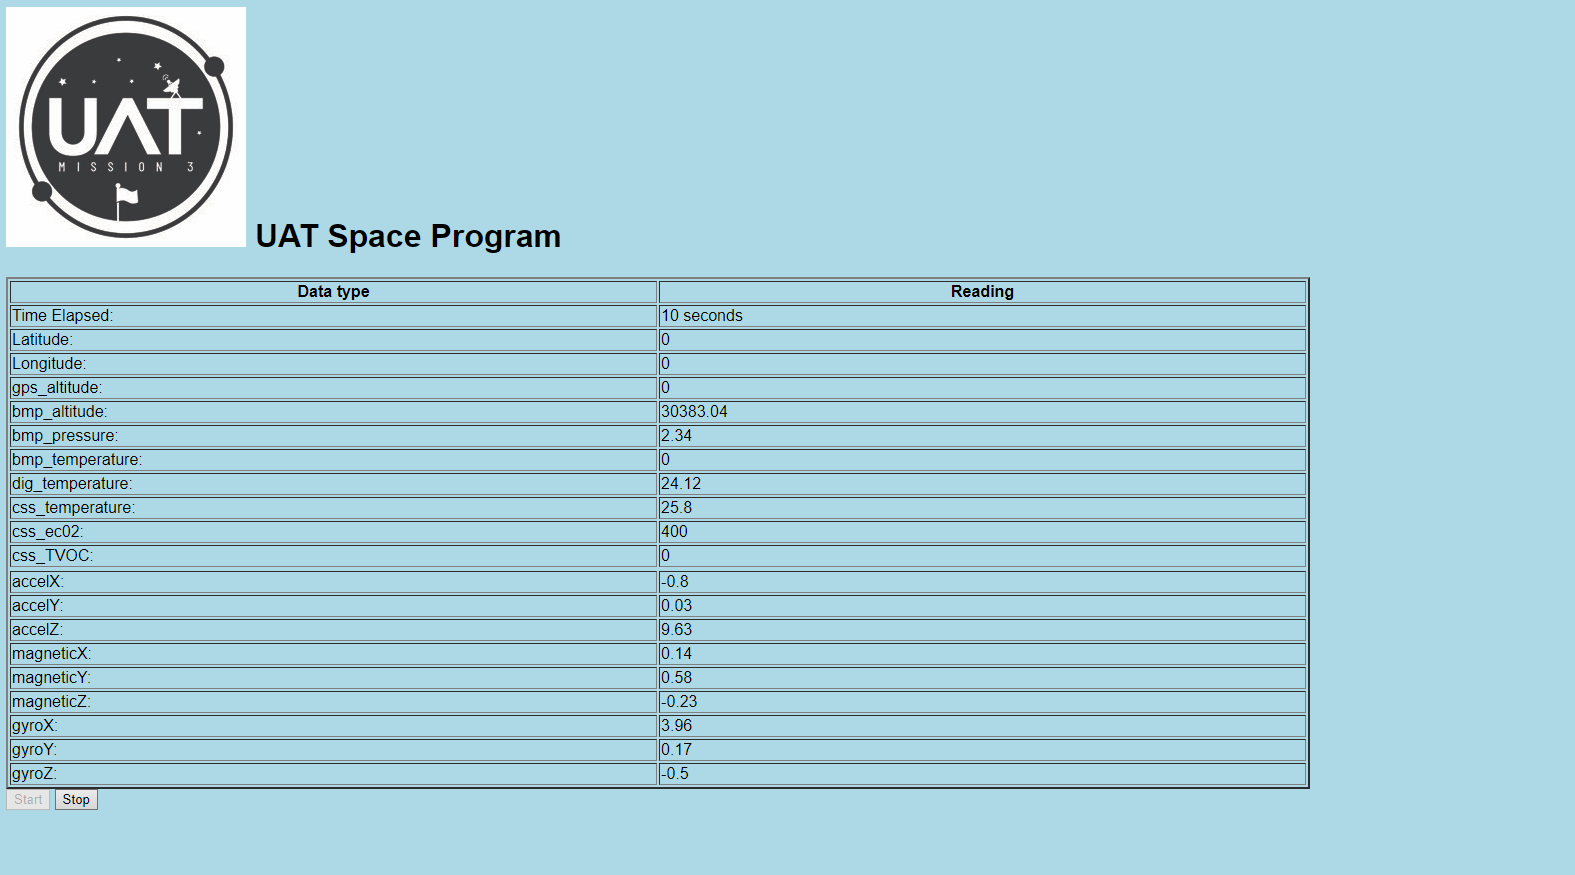 UAT
MISSION 3
UAT Space Program
Data type Reading
Time Elapsed: 10 seconds
Latitude: 0
Longitude: 0
gps_altitude: 0
bmp_altitude: 30383.04
bmp_pressure: 2.34
bmp_temperature: 0
dig_temperature: 24.12
css_temperature: 25.8
css_ec02: 400
css_TVOC: 0
accelX: -0.8
accelY: 0.03
accelZ: 9.63
magneticX: 0.14
magneticY: 0.58
magneticZ: -0.23
gyroX: 3.96
gyroY: 0.17
gyroZ: -0.5
Start Stop